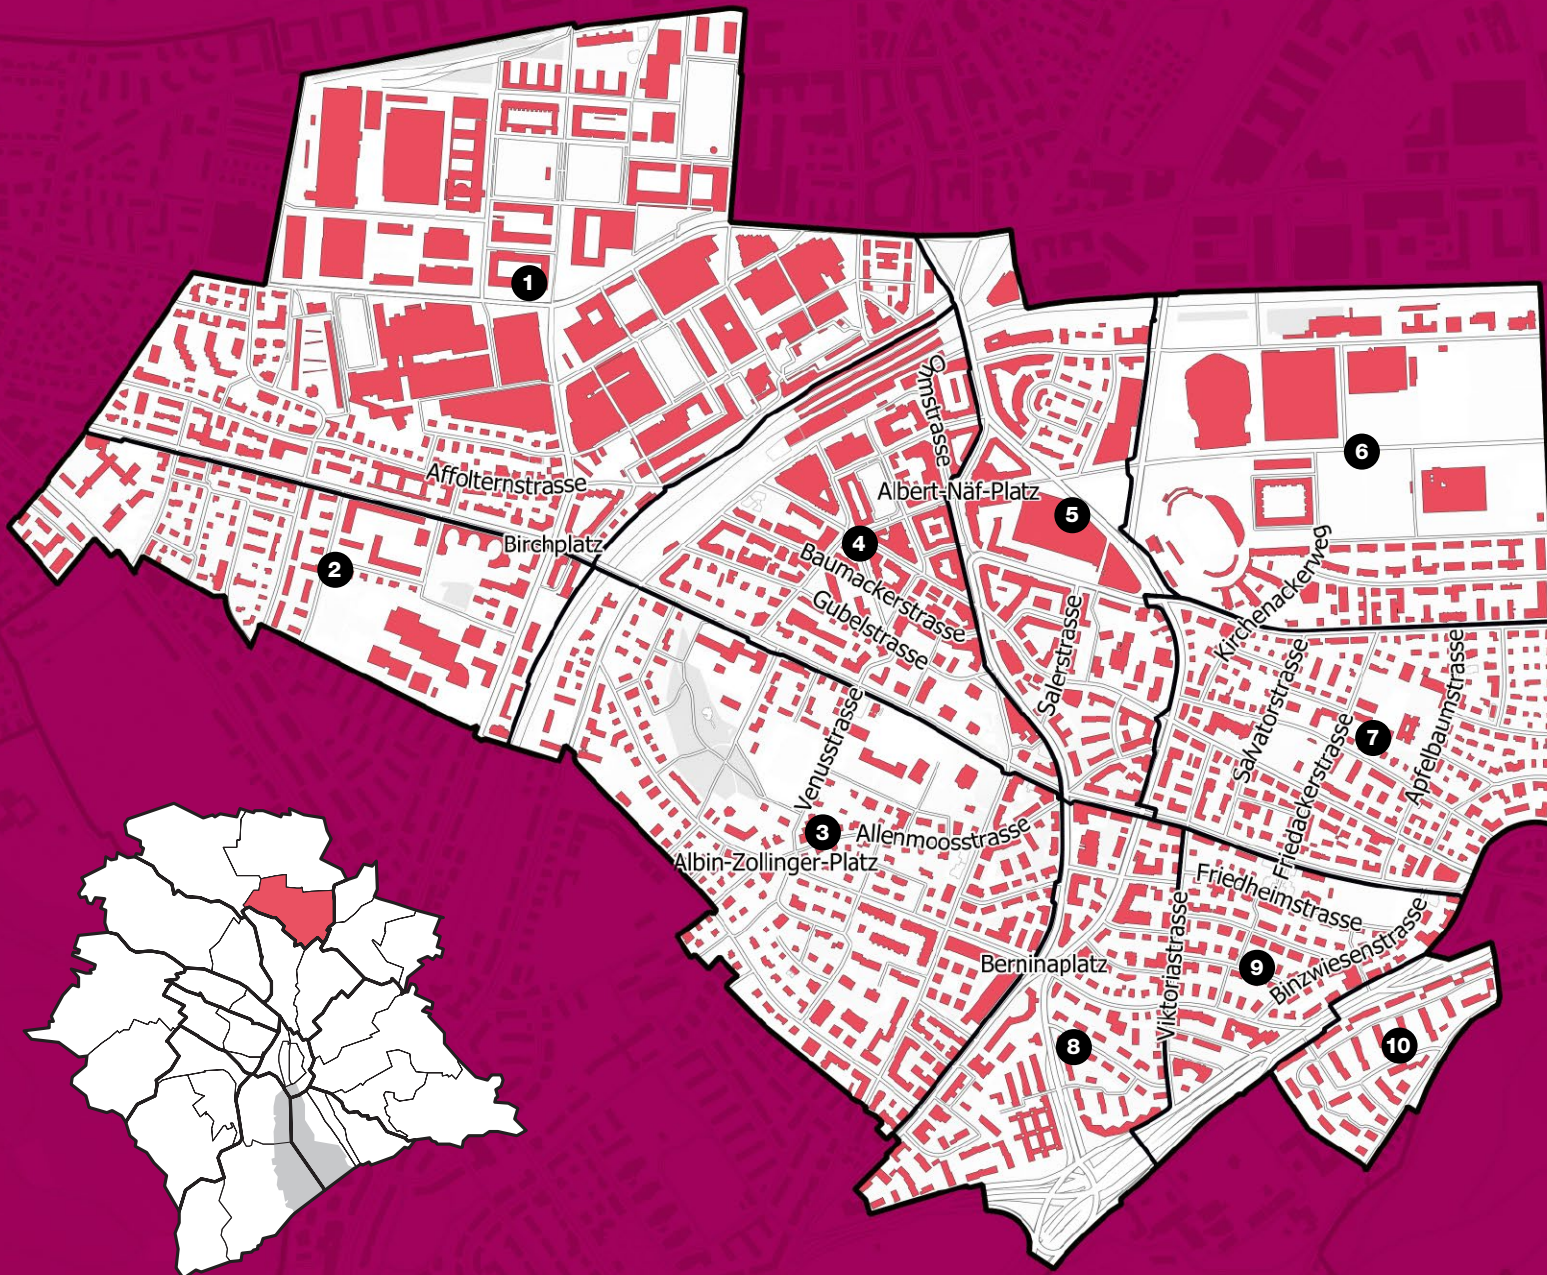 1
Ohmstrasse
6
Affolternstrasse
Albert-Näf-Platz
5
Birchplatz
4
2
Baumackerstrasse
Gubelstrasse
Salerstrasse
Kirchenackerweg
Salvatorstrasse
Friedackerstrasse
7
Apfelbaumstrasse
Venusstrasse
3
Allenmoosstrasse
Albin-Zollinger-Platz
Friedheimstrasse
Viktoriastrasse
Berninaplatz
9
Binzwiesenstrasse
8
10